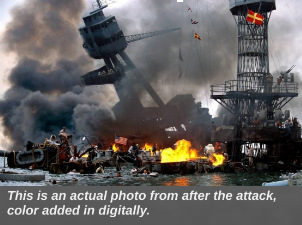 This is an actual photo from after the attack,
color added in digitally.